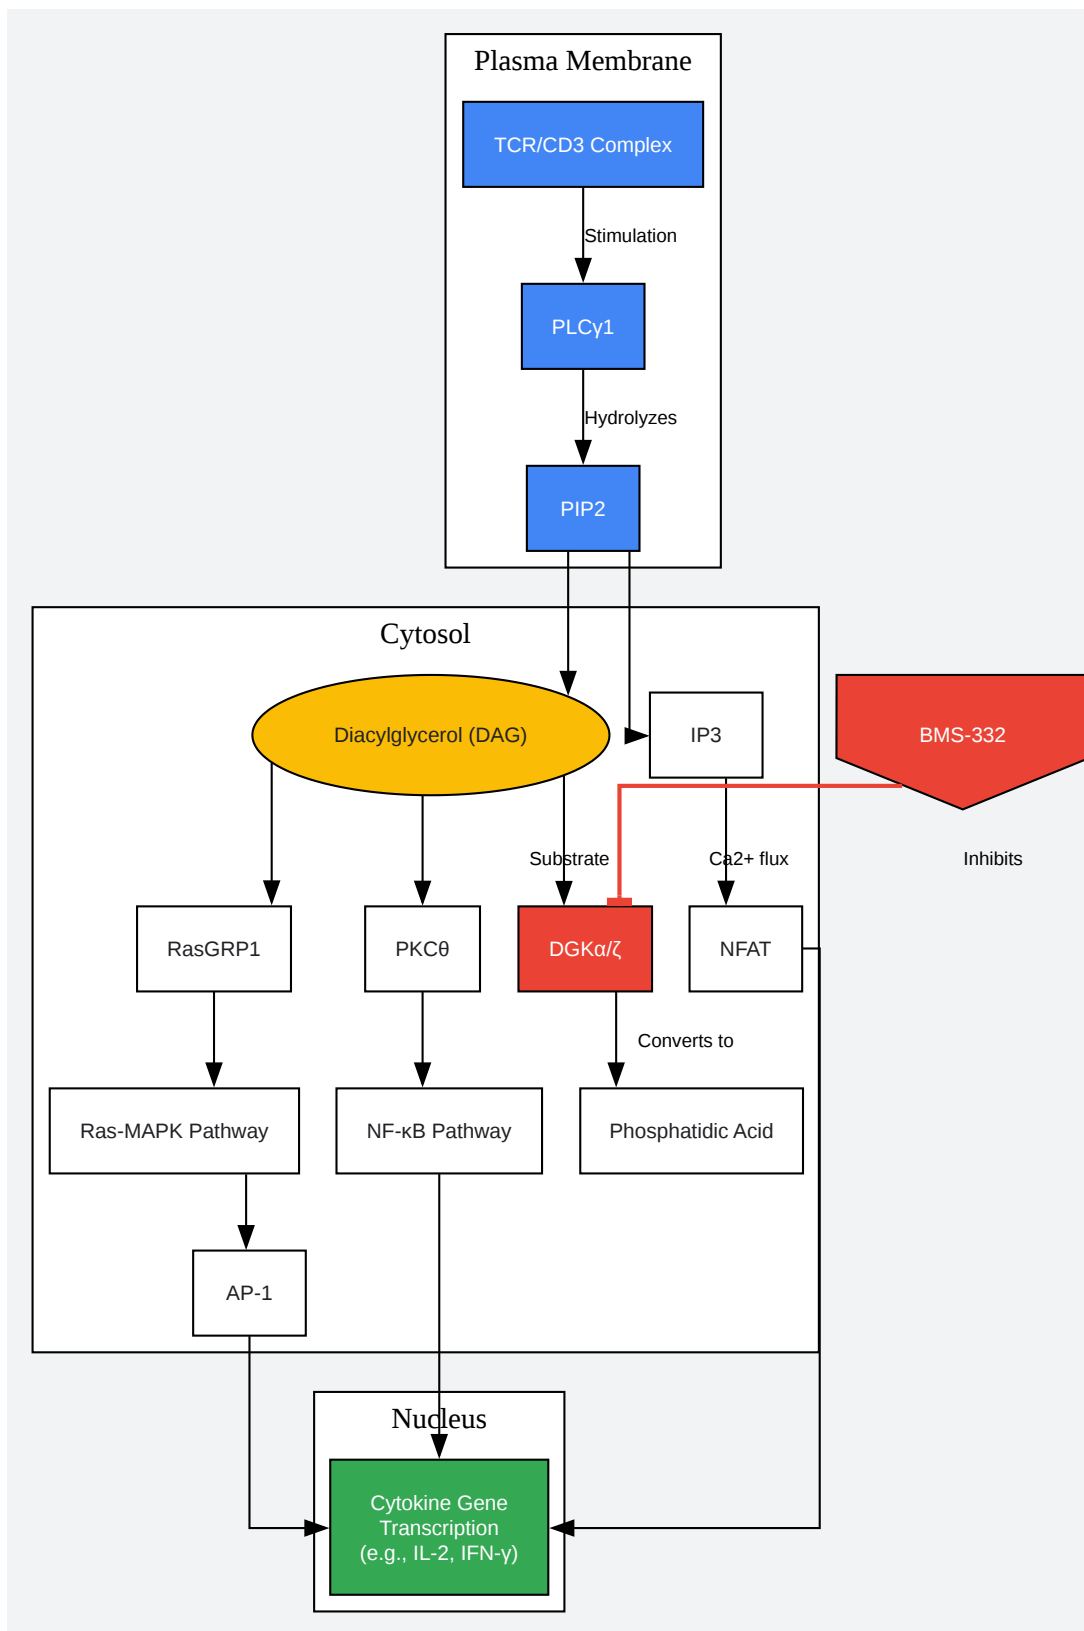 Plasma Membrane
TCR/CD3 Complex
Stimulation
PLCγ1
Hydrolyzes
PIP2
Cytosol
Diacylglycerol (DAG)
IP3
BMS-332
Substrate
Ca2+ flux
Inhibits
RasGRP1
PKCθ
DGKα/ζ
NFAT
Converts to
Ras-MAPK Pathway
NF-κB Pathway
Phosphatidic Acid
AP-1
Nucleus
Cytokine Gene
Transcription
(e.g., IL-2, IFN-γ)